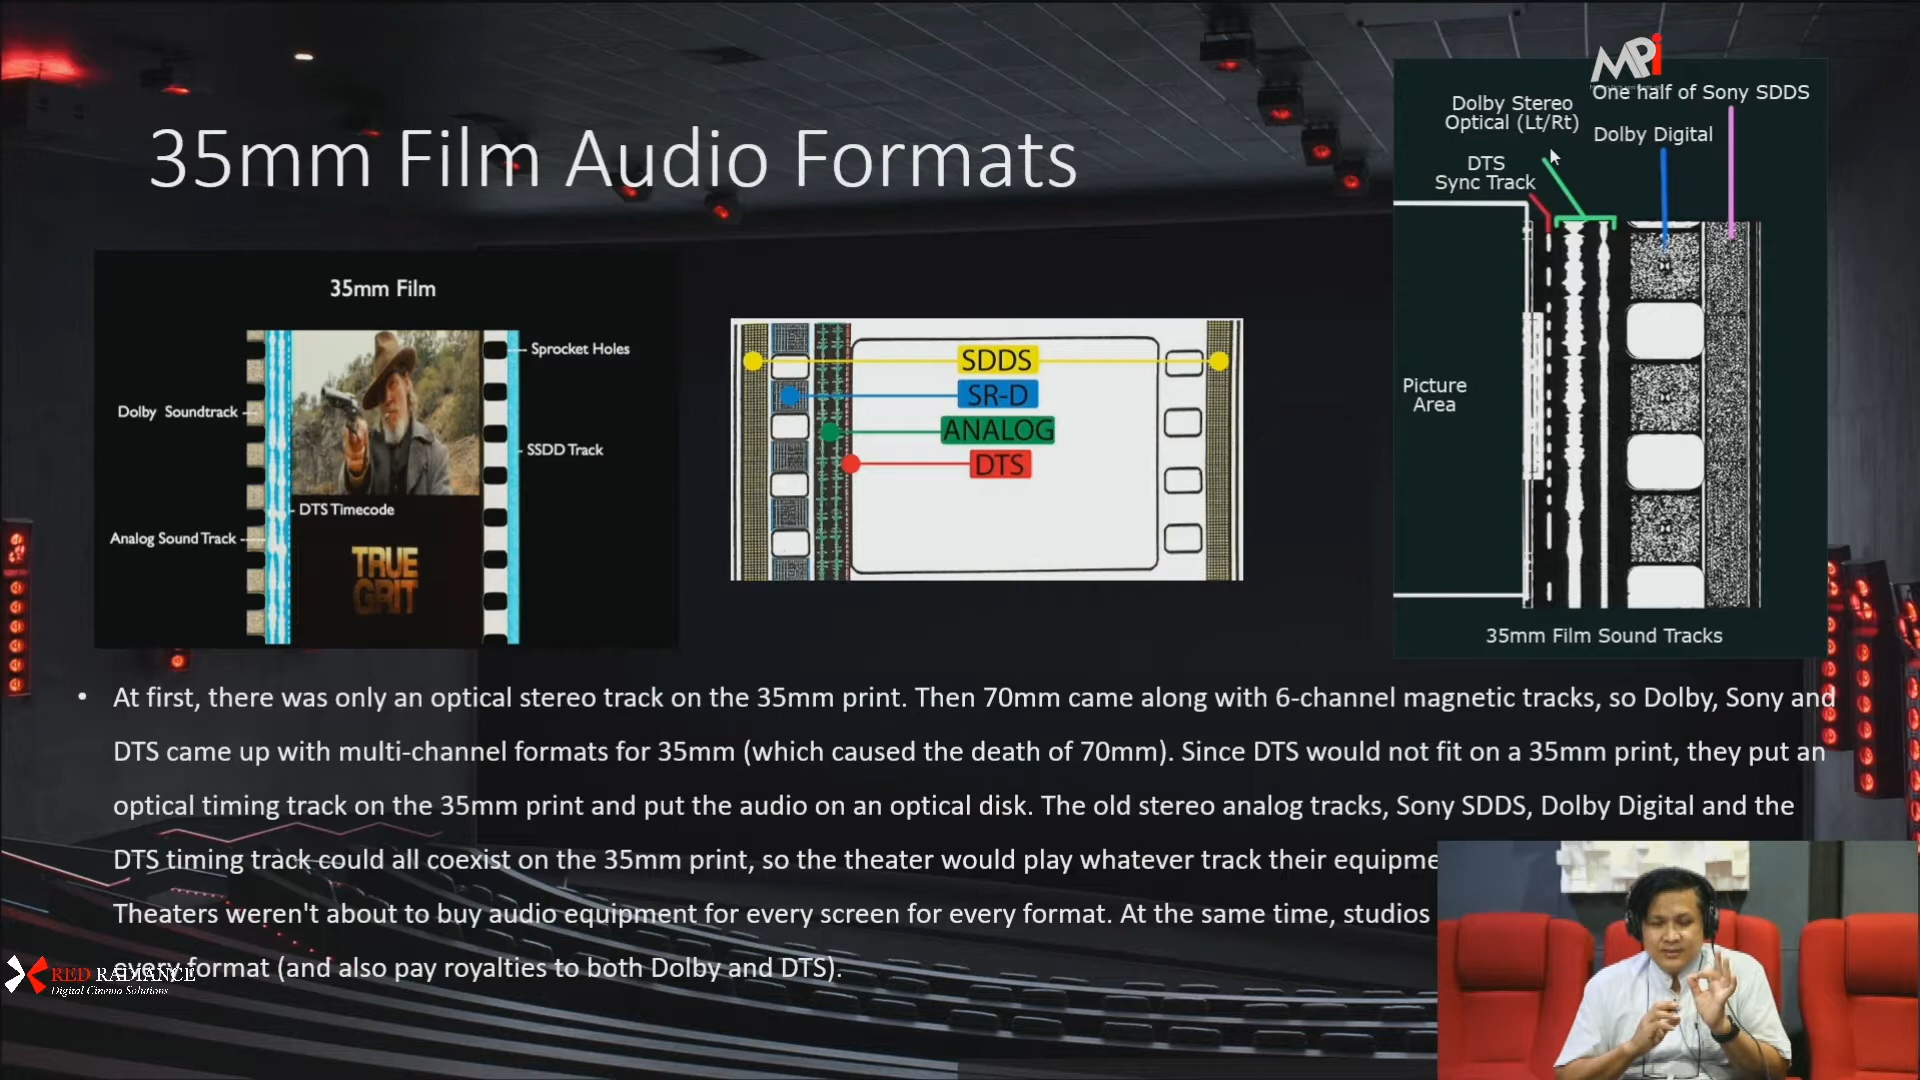 MPi
35mm Film Audio Formats
35mm Film
Sprocket Holes
Dolby Soundtrack
SSDD Track
DTS Timecode
Analog Sound Track
TRUE
GRIT
SDDS
SR-D
ANALOG
DTS
One half of Sony SDDS
Dolby Stereo
Optical (Lt/Rt)
Dolby Digital
DTS
Sync Track
Picture
Area
35mm Film Sound Tracks
• At first, there was only an optical stereo track on the 35mm print. Then 70mm came along with 6-channel magnetic tracks, so Dolby, Sony and
DTS came up with multi-channel formats for 35mm (which caused the death of 70mm). Since DTS would not fit on a 35mm print, they put an
optical timing track on the 35mm print and put the audio on an optical disk. The old stereo analog tracks, Sony SDDS, Dolby Digital and the
DTS timing track could all coexist on the 35mm print, so the theater would play whatever track their equipme
Theaters weren't about to buy audio equipment for every screen for every format. At the same time, studios
every format (and also pay royalties to both Dolby and DTS).
RED RADIANCE
Digital Cinema Solutions